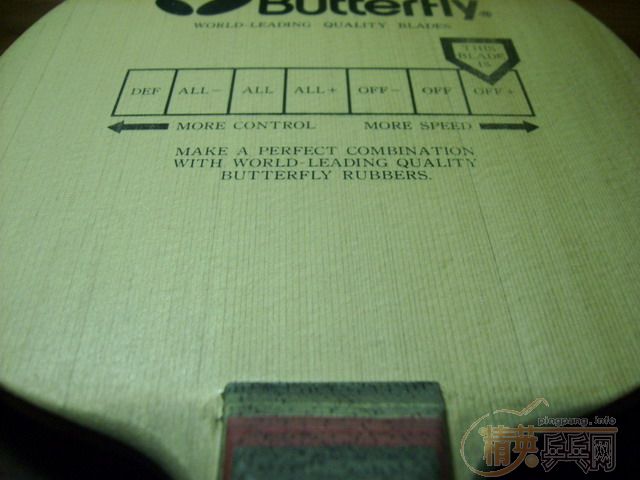 Butterfly®
WORLD-LEADING QUALITY BLADES
THIS
BLADE
IS
DEF ALL- ALL ALL+ OFF- OFF OFF+
MORE CONTROL MORE SPEED
MAKE A PERFECT COMBINATION
WITH WORLD-LEADING QUALITY
BUTTERFLY RUBBERS.
pingpang.info
精英乒乓网